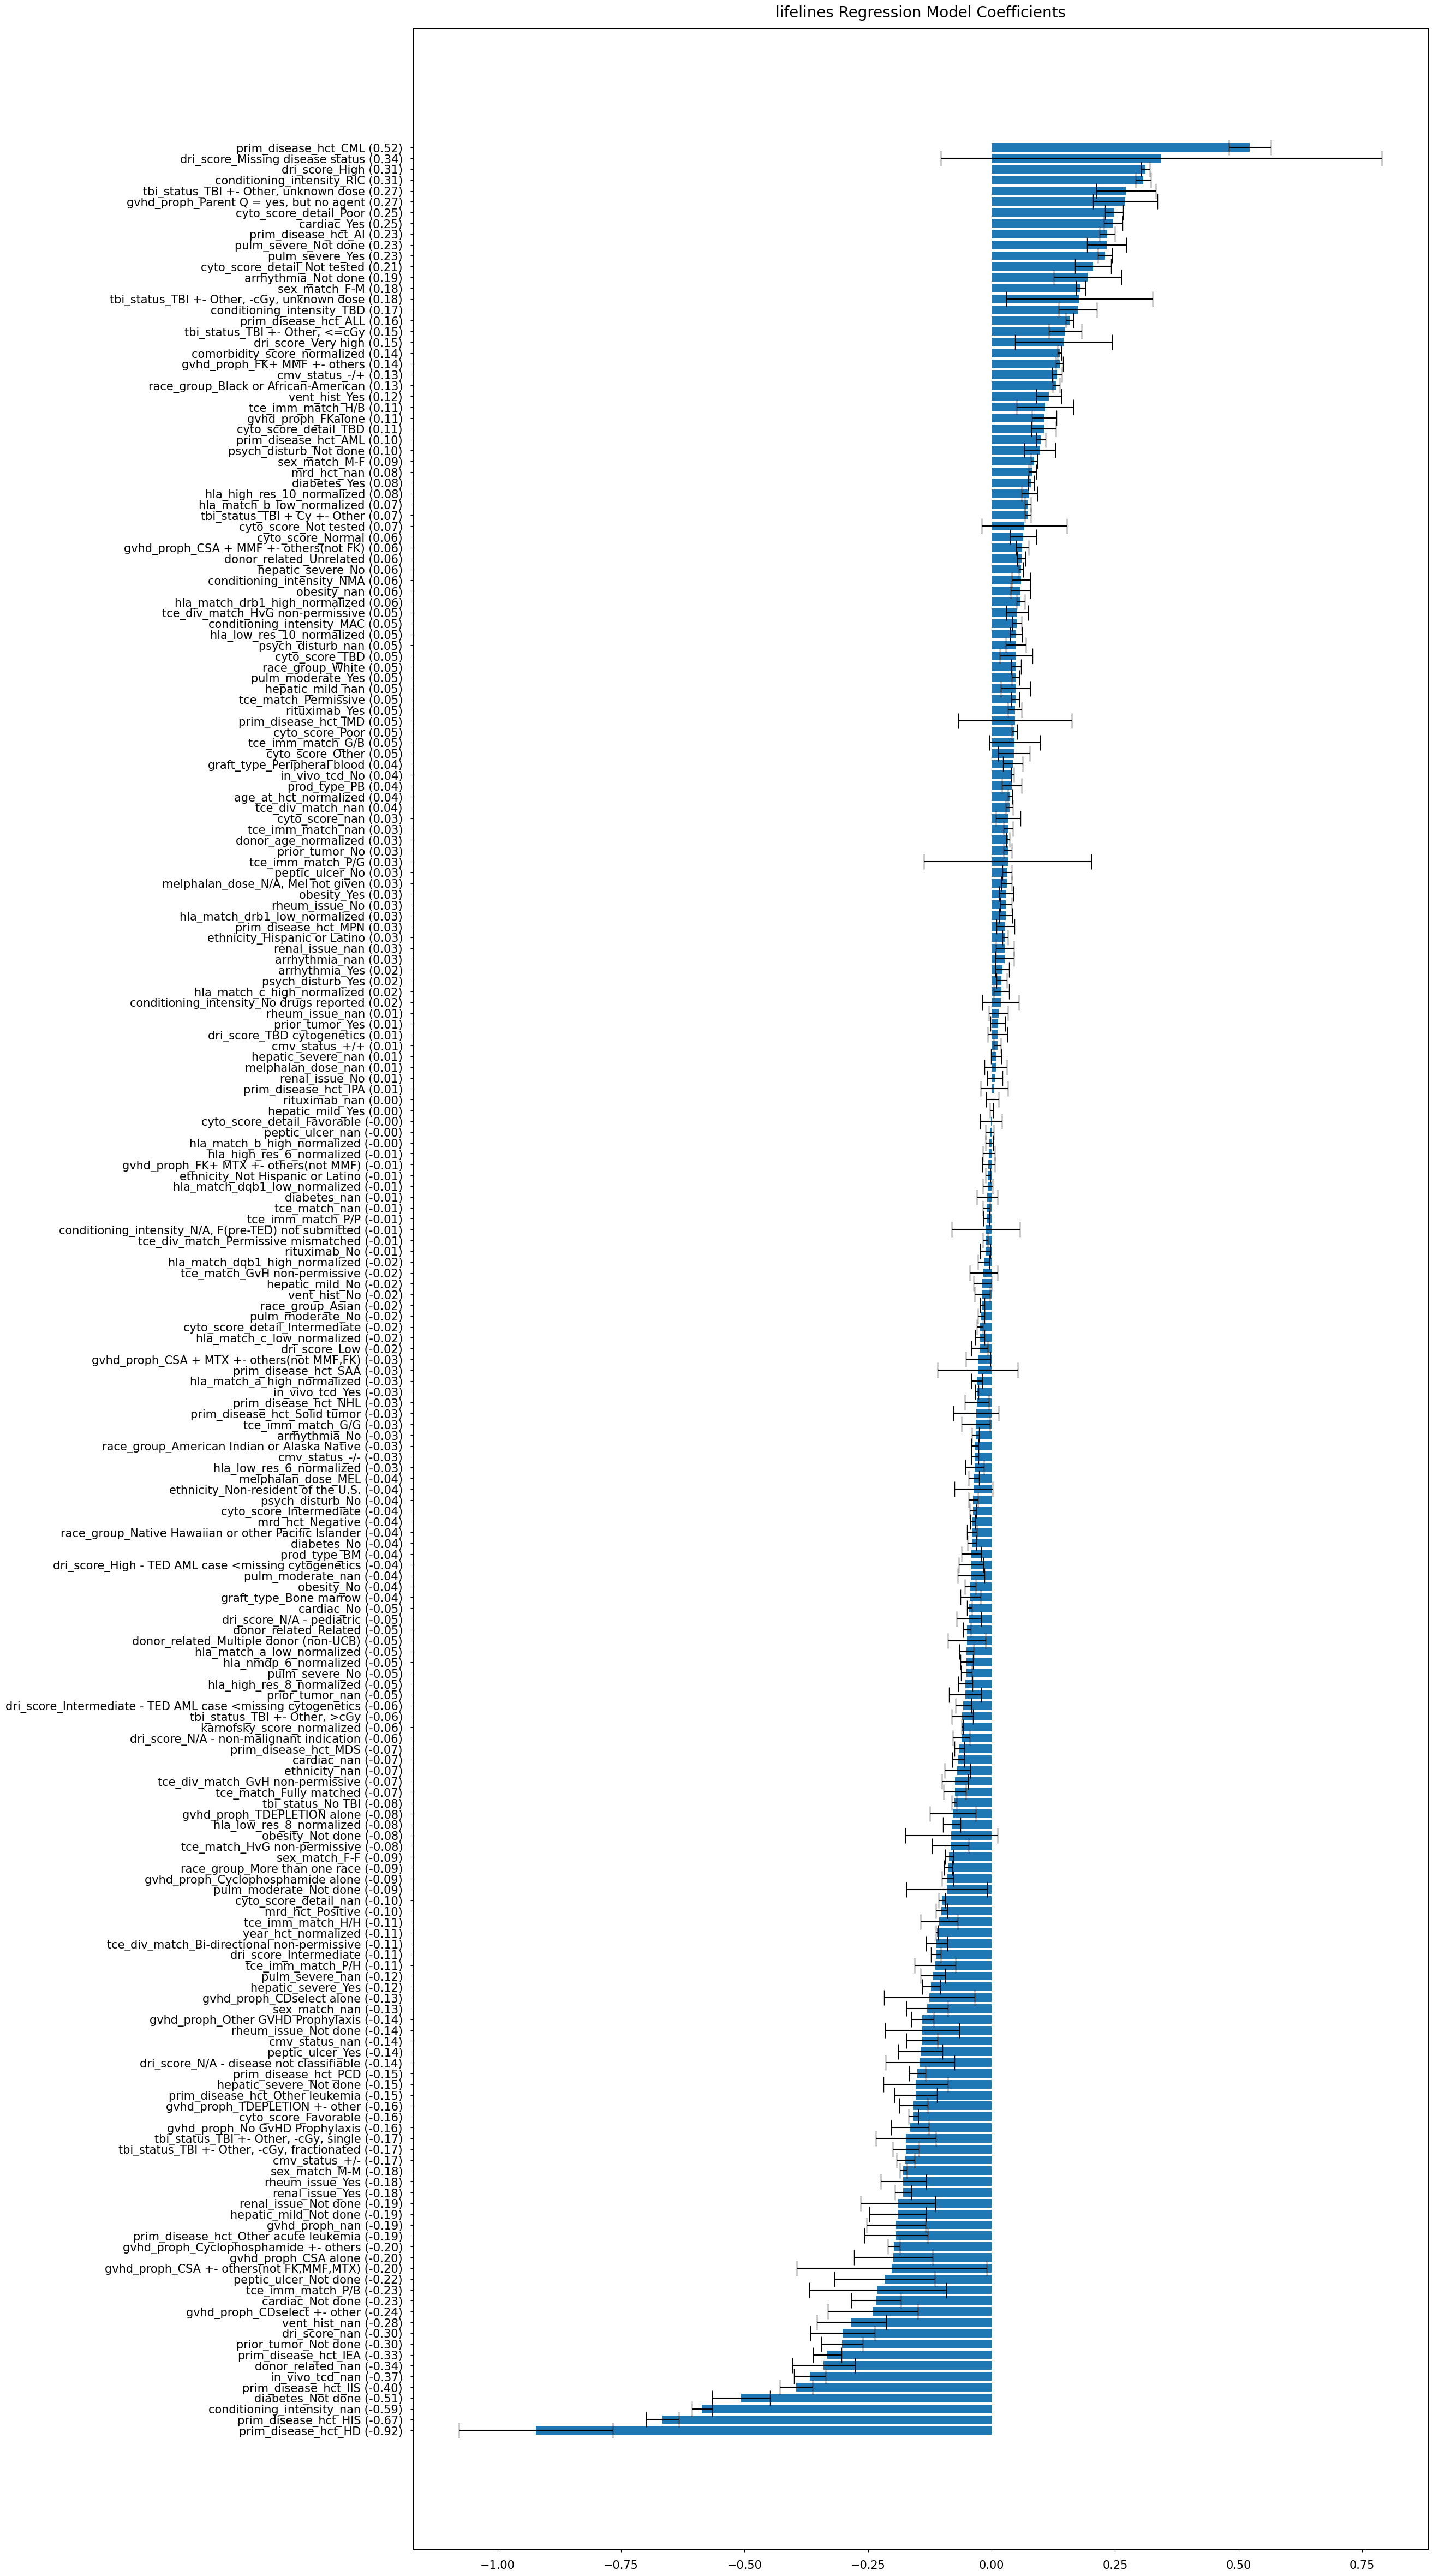 lifelines Regression Model Coefficients
prim_disease_hct_CML (0.52)
dri_score_Missing disease status (0.34)
dri_score_High (0.31)
conditioning_intensity_RIC (0.31)
tbi_status_TBI +- Other, unknown dose (0.27)
gvhd_proph_Parent Q = yes, but no agent (0.27)
cyto_score_detail_Poor (0.25)
cardiac_Yes (0.25)
prim_disease_hct_AI (0.23)
pulm_severe_Not done (0.23)
pulm_severe_Yes (0.23)
cyto_score_detail_Not tested (0.21)
arrhythmia_Not done (0.19)
sex_match_F-M (0.18)
tbi_status_TBI +- Other, -cGy, unknown dose (0.18)
conditioning_intensity_TBD (0.17)
prim_disease_hct_ALL (0.16)
tbi_status_TBI +- Other, <=cGy (0.15)
dri_score_Very high (0.15)
comorbidity_score_normalized (0.14)
gvhd_proph_FK+ MMF +- others (0.14)
cmv_status_-/+ (0.13)
race_group_Black or African-American (0.13)
vent_hist_Yes (0.12)
tce_imm_match_H/B (0.11)
gvhd_proph_FKalone (0.11)
cyto_score_detail_TBD (0.11)
prim_disease_hct_AML (0.10)
psych_disturb_Not done (0.10)
sex_match_M-F (0.09)
mrd_hct_nan (0.08)
diabetes_Yes (0.08)
hla_high_res_10_normalized (0.08)
hla_match_b_low_normalized (0.07)
tbi_status_TBI + Cy +- Other (0.07)
cyto_score_Not tested (0.07)
cyto_score_Normal (0.06)
gvhd_proph_CSA + MMF +- others(not FK) (0.06)
donor_related_Unrelated (0.06)
hepatic_severe_No (0.06)
conditioning_intensity_NMA (0.06)
obesity_nan (0.06)
hla_match_drb1_high_normalized (0.06)
tce_div_match_HvG non-permissive (0.05)
conditioning_intensity_MAC (0.05)
hla_low_res_10_normalized (0.05)
psych_disturb_nan (0.05)
cyto_score_TBD (0.05)
race_group_White (0.05)
pulm_moderate_Yes (0.05)
hepatic_mild_nan (0.05)
tce_match_Permissive (0.05)
rituximab_Yes (0.05)
prim_disease_hct_IMD (0.05)
cyto_score_Poor (0.05)
tce_imm_match_G/B (0.05)
cyto_score_Other (0.05)
graft_type_Peripheral blood (0.04)
in_vivo_tcd_No (0.04)
prod_type_PB (0.04)
age_at_hct_normalized (0.04)
tce_div_match_nan (0.04)
cyto_score_nan (0.03)
tce_imm_match_nan (0.03)
donor_age_normalized (0.03)
prior_tumor_No (0.03)
tce_imm_match_P/G (0.03)
peptic_ulcer_No (0.03)
melphalan_dose_N/A, Mel not given (0.03)
obesity_Yes (0.03)
rheum_issue_No (0.03)
hla_match_drb1_low_normalized (0.03)
prim_disease_hct_MPN (0.03)
ethnicity_Hispanic or Latino (0.03)
renal_issue_nan (0.03)
arrhythmia_nan (0.03)
arrhythmia_Yes (0.02)
psych_disturb_Yes (0.02)
hla_match_c_high_normalized (0.02)
conditioning_intensity_No drugs reported (0.02)
rheum_issue_nan (0.01)
prior_tumor_Yes (0.01)
dri_score_TBD cytogenetics (0.01)
cmv_status_+/+ (0.01)
hepatic_severe_nan (0.01)
melphalan_dose_nan (0.01)
renal_issue_No (0.01)
prim_disease_hct_IPA (0.01)
rituximab_nan (0.00)
hepatic_mild_Yes (0.00)
cyto_score_detail_Favorable (-0.00)
peptic_ulcer_nan (-0.00)
hla_match_b_high_normalized (-0.00)
hla_high_res_6_normalized (-0.01)
gvhd_proph_FK+ MTX +- others(not MMF) (-0.01)
ethnicity_Not Hispanic or Latino (-0.01)
hla_match_dqb1_low_normalized (-0.01)
diabetes_nan (-0.01)
tce_match_nan (-0.01)
tce_imm_match_P/P (-0.01)
conditioning_intensity_N/A, F(pre-TED) not submitted (-0.01)
tce_div_match_Permissive mismatched (-0.01)
rituximab_No (-0.01)
hla_match_dqb1_high_normalized (-0.02)
tce_match_GvH non-permissive (-0.02)
hepatic_mild_No (-0.02)
vent_hist_No (-0.02)
race_group_Asian (-0.02)
pulm_moderate_No (-0.02)
cyto_score_detail_Intermediate (-0.02)
hla_match_c_low_normalized (-0.02)
dri_score_Low (-0.02)
gvhd_proph_CSA + MTX +- others(not MMF,FK) (-0.03)
prim_disease_hct_SAA (-0.03)
hla_match_a_high_normalized (-0.03)
in_vivo_tcd_Yes (-0.03)
prim_disease_hct_NHL (-0.03)
prim_disease_hct_Solid tumor (-0.03)
tce_imm_match_G/G (-0.03)
arrhythmia_No (-0.03)
race_group_American Indian or Alaska Native (-0.03)
cmv_status_-/- (-0.03)
hla_low_res_6_normalized (-0.03)
melphalan_dose_MEL (-0.04)
ethnicity_Non-resident of the U.S. (-0.04)
psych_disturb_No (-0.04)
cyto_score_Intermediate (-0.04)
mrd_hct_Negative (-0.04)
race_group_Native Hawaiian or other Pacific Islander (-0.04)
diabetes_No (-0.04)
prod_type_BM (-0.04)
dri_score_High - TED AML case <missing cytogenetics (-0.04)
pulm_moderate_nan (-0.04)
obesity_No (-0.04)
graft_type_Bone marrow (-0.04)
cardiac_No (-0.05)
dri_score_N/A - pediatric (-0.05)
donor_related_Related (-0.05)
donor_related_Multiple donor (non-UCB) (-0.05)
hla_match_a_low_normalized (-0.05)
hla_nmdp_6_normalized (-0.05)
pulm_severe_No (-0.05)
hla_high_res_8_normalized (-0.05)
prior_tumor_nan (-0.05)
dri_score_Intermediate - TED AML case <missing cytogenetics (-0.06)
tbi_status_TBI +- Other, >cGy (-0.06)
karnofsky_score_normalized (-0.06)
dri_score_N/A - non-malignant indication (-0.06)
prim_disease_hct_MDS (-0.07)
cardiac_nan (-0.07)
ethnicity_nan (-0.07)
tce_div_match_GvH non-permissive (-0.07)
tce_match_Fully matched (-0.07)
tbi_status_No TBI (-0.08)
gvhd_proph_TDEPLETION alone (-0.08)
hla_low_res_8_normalized (-0.08)
obesity_Not done (-0.08)
tce_match_HvG non-permissive (-0.08)
sex_match_F-F (-0.09)
race_group_More than one race (-0.09)
gvhd_proph_Cyclophosphamide alone (-0.09)
pulm_moderate_Not done (-0.09)
cyto_score_detail_nan (-0.10)
mrd_hct_Positive (-0.10)
tce_imm_match_H/H (-0.11)
year_hct_normalized (-0.11)
tce_div_match_Bi-directional non-permissive (-0.11)
dri_score_Intermediate (-0.11)
tce_imm_match_P/H (-0.11)
pulm_severe_nan (-0.12)
hepatic_severe_Yes (-0.12)
gvhd_proph_CDselect alone (-0.13)
sex_match_nan (-0.13)
gvhd_proph_Other GVHD Prophylaxis (-0.14)
rheum_issue_Not done (-0.14)
cmv_status_nan (-0.14)
peptic_ulcer_Yes (-0.14)
dri_score_N/A - disease not classifiable (-0.14)
prim_disease_hct_PCD (-0.15)
hepatic_severe_Not done (-0.15)
prim_disease_hct_Other leukemia (-0.15)
gvhd_proph_TDEPLETION +- other (-0.16)
cyto_score_Favorable (-0.16)
gvhd_proph_No GvHD Prophylaxis (-0.16)
tbi_status_TBI +- Other, -cGy, single (-0.17)
tbi_status_TBI +- Other, -cGy, fractionated (-0.17)
cmv_status_+/- (-0.17)
sex_match_M-M (-0.18)
rheum_issue_Yes (-0.18)
renal_issue_Yes (-0.18)
renal_issue_Not done (-0.19)
hepatic_mild_Not done (-0.19)
gvhd_proph_nan (-0.19)
prim_disease_hct_Other acute leukemia (-0.19)
gvhd_proph_Cyclophosphamide +- others (-0.20)
gvhd_proph_CSA alone (-0.20)
gvhd_proph_CSA +- others(not FK,MMF,MTX) (-0.20)
peptic_ulcer_Not done (-0.22)
tce_imm_match_P/B (-0.23)
cardiac_Not done (-0.23)
gvhd_proph_CDselect +- other (-0.24)
vent_hist_nan (-0.28)
dri_score_nan (-0.30)
prior_tumor_Not done (-0.30)
prim_disease_hct_IEA (-0.33)
donor_related_nan (-0.34)
in_vivo_tcd_nan (-0.37)
prim_disease_hct_IIS (-0.40)
diabetes_Not done (-0.51)
conditioning_intensity_nan (-0.59)
prim_disease_hct_HIS (-0.67)
prim_disease_hct_HD (-0.92)
−1.00 −0.75 −0.50 −0.25 0.00 0.25 0.50 0.75